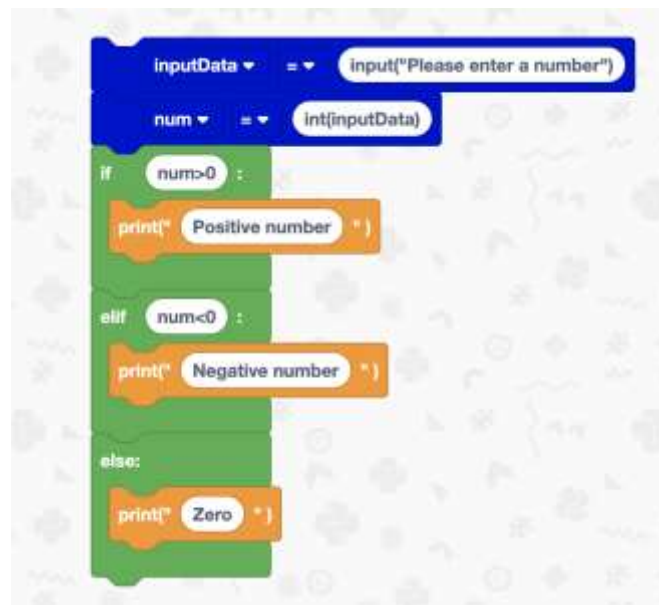 inputData = input("Please enter a number")
num = int(inputData)
if num>0 :
print(" Positive number ")
elif num<0 :
print(" Negative number ")
else:
print(" Zero ")